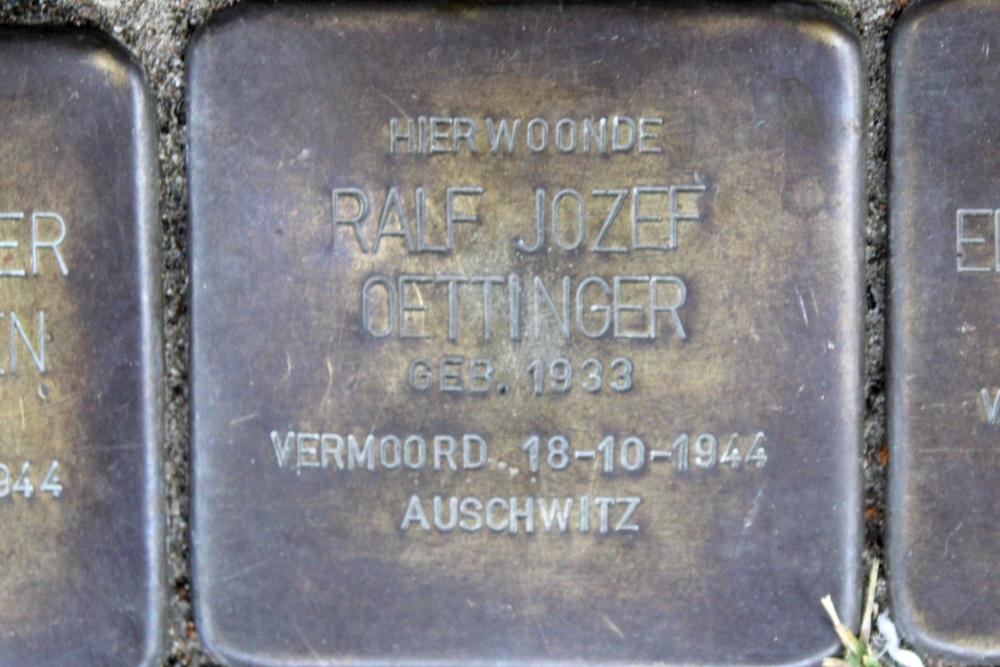 HIER WOONDE
RALF JOZEF
OETTINGER
GEB. 1933
VERMOORD 18-10-1944
AUSCHWITZ